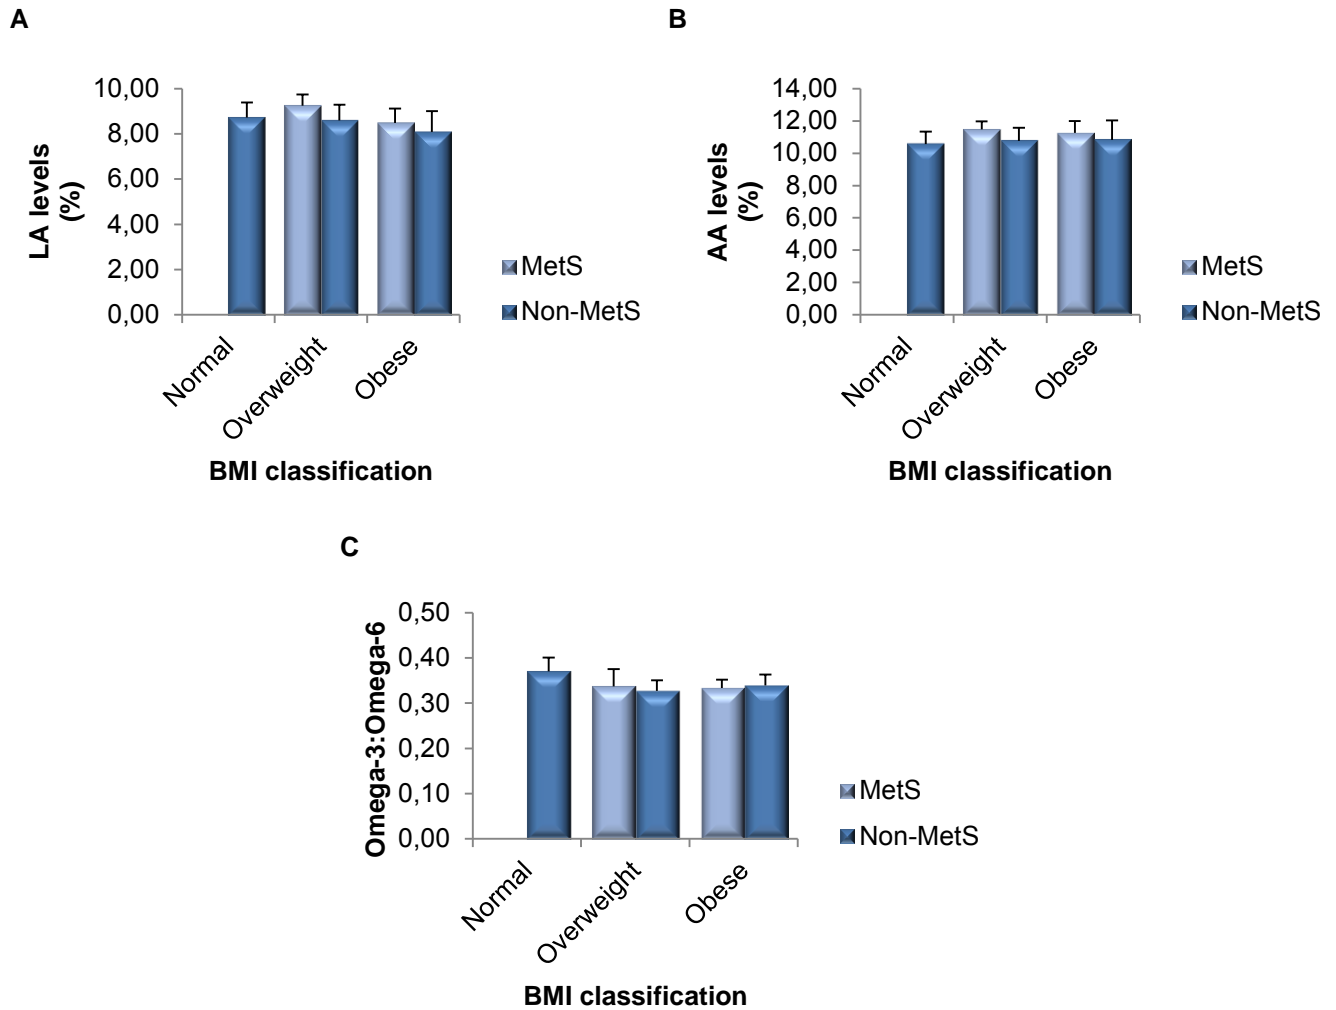 A
10,00
8,00
6,00
4,00
2,00
0,00
LA levels
(%)
Normal
Overweight
Obese
BMI classification
MetS
Non-MetS
B
14,00
12,00
10,00
8,00
6,00
4,00
2,00
0,00
AA levels
(%)
Normal
Overweight
Obese
BMI classification
MetS
Non-MetS
C
0,50
0,40
0,30
0,20
0,10
0,00
Omega-3:Omega-6
Normal
Overweight
Obese
BMI classification
MetS
Non-MetS